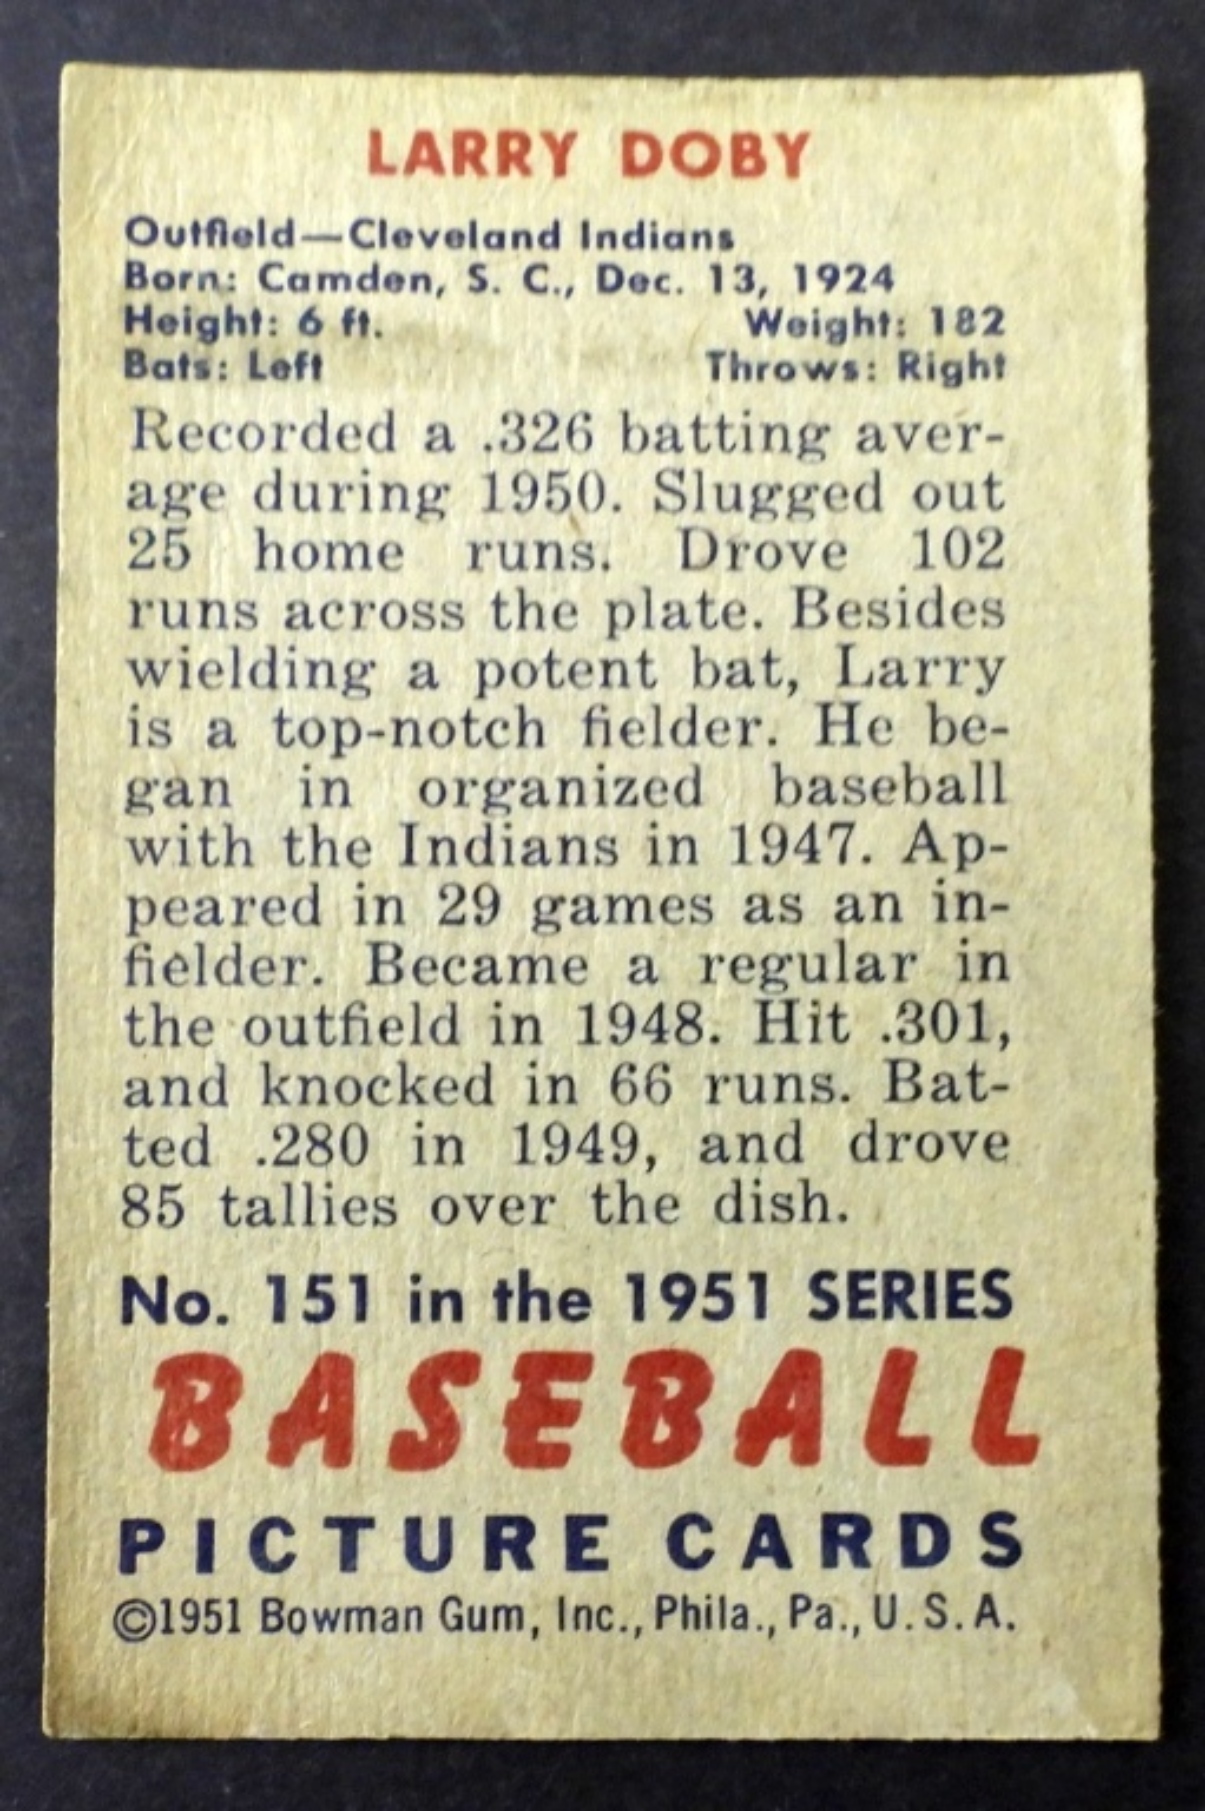 LARRY DOBY
Outfield—Cleveland Indians
Born: Camden, S. C., Dec. 13, 1924
Height: 6 ft. Weight: 182
Bats: Left Throws: Right
Recorded a .326 batting aver-
age during 1950. Slugged out
25 home runs. Drove 102
runs across the plate. Besides
wielding a potent bat, Larry
is a top-notch fielder. He be-
gan in organized baseball
with the Indians in 1947. Ap-
peared in 29 games as an in-
fielder. Became a regular in
the outfield in 1948. Hit .301,
and knocked in 66 runs. Bat-
ted .280 in 1949, and drove
85 tallies over the dish.
No. 151 in the 1951 SERIES
BASEBALL
PICTURE CARDS
©1951 Bowman Gum, Inc., Phila., Pa., U.S.A.